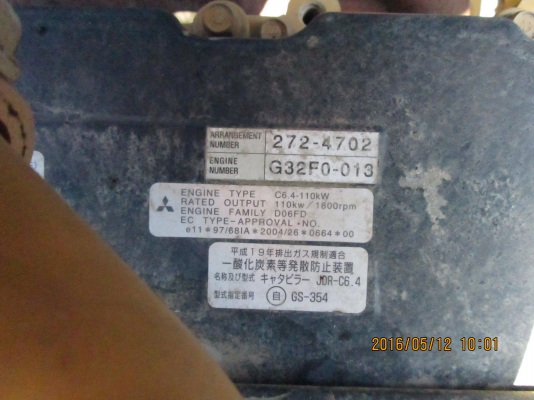 ARRANGEMENT NUMBER 272-4702
ENGINE NUMBER G32F0-013
ENGINE TYPE C6.4-110kW
RATED OUTPUT 110kw/1800rpm
ENGINE FAMILY D06FD
EC TYPE-APPROVAL-NO.
e11*97/68IA*2004/26*0664*00
平成19年排出ガス規制適合
一酸化炭素等発散防止装置
名称及び型式 キャタピラー JDR-C6.4
型式指定番号 自 GS-354
2016/05/12 10:01